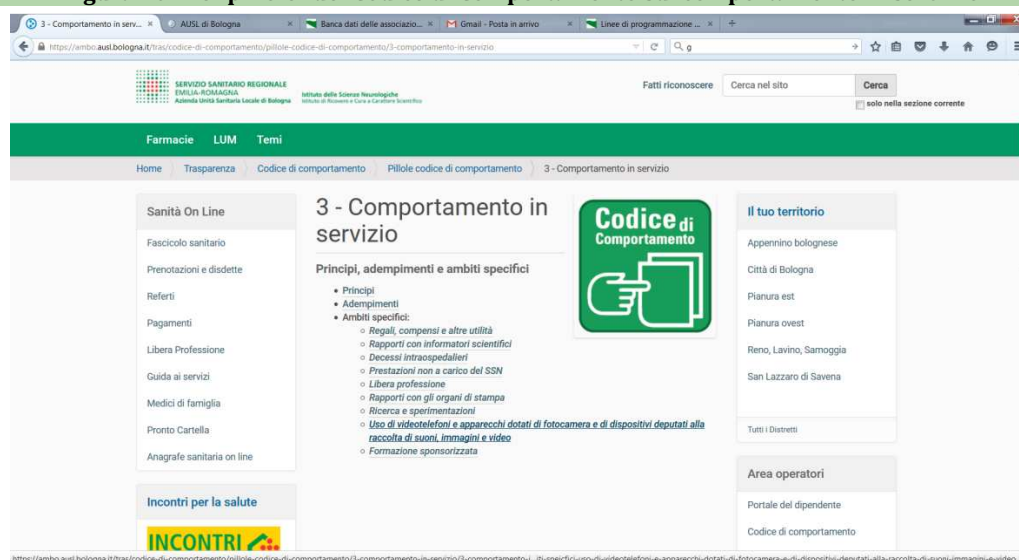 3 - Comportamento in serv... ×
AUSL di Bologna ×
Banca dati delle associazio... ×
Gmail - Posta in arrivo ×
Linee di programmazione ... ×
https://ambo.ausl.bologna.it/tras/codice-di-comportamento/pillole-codice-di-comportamento/3-comportamento-in-servizio
g
SERVIZIO SANITARIO REGIONALE
EMILIA-ROMAGNA
Azienda Unità Sanitaria Locale di Bologna
Istituto delle Scienze Neurologiche
Istituto di Ricovero e Cura a Carattere Scientifico
Fatti riconoscere
Cerca nel sito
Cerca
solo nella sezione corrente
Farmacie LUM Temi
Home Trasparenza Codice di comportamento Pillole codice di comportamento 3 - Comportamento in servizio
Sanità On Line
Fascicolo sanitario
Prenotazioni e disdette
Referti
Pagamenti
Libera Professione
Guida ai servizi
Medici di famiglia
Pronto Cartella
Anagrafe sanitaria on line
Incontri per la salute
INCONTRI
3 - Comportamento in
servizio
Principi, adempimenti e ambiti specifici
Principi
Adempimenti
Ambiti specifici:
Regali, compensi e altre utilità
Rapporti con informatori scientifici
Decessi intraospedalieri
Prestazioni non a carico del SSN
Libera professione
Rapporti con gli organi di stampa
Ricerca e sperimentazioni
Uso di videotelefoni e apparecchi dotati di fotocamera e di dispositivi deputati alla
raccolta di suoni, immagini e video
Formazione sponsorizzata
Codice di
Comportamento
Il tuo territorio
Appennino bolognese
Città di Bologna
Pianura est
Pianura ovest
Reno, Lavino, Samoggia
San Lazzaro di Savena
Tutti i Distretti
Area operatori
Portale del dipendente
Codice di comportamento